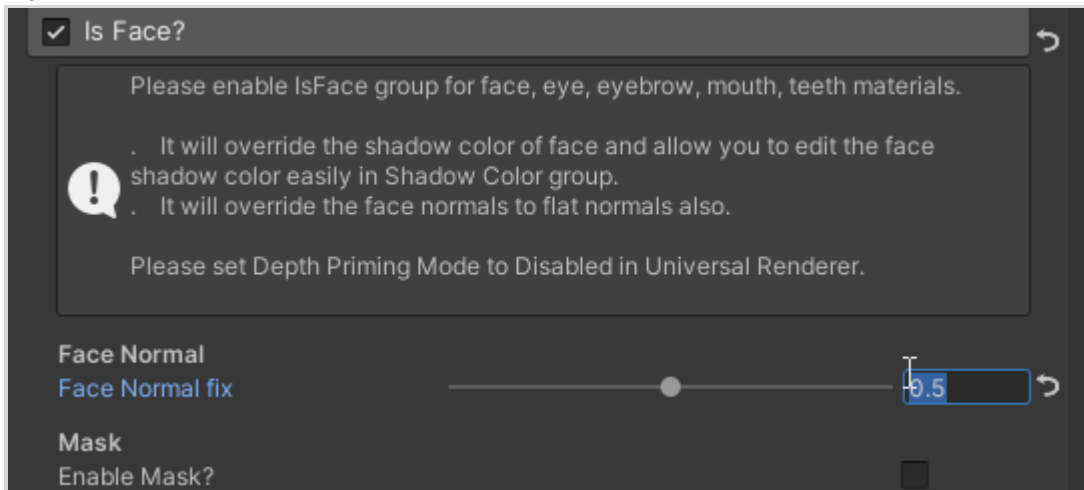 Is Face?
Please enable IsFace group for face, eye, eyebrow, mouth, teeth materials.
. It will override the shadow color of face and allow you to edit the face
shadow color easily in Shadow Color group.
. It will override the face normals to flat normals also.
Please set Depth Priming Mode to Disabled in Universal Renderer.
Face Normal
Face Normal fix 0.5
Mask
Enable Mask?